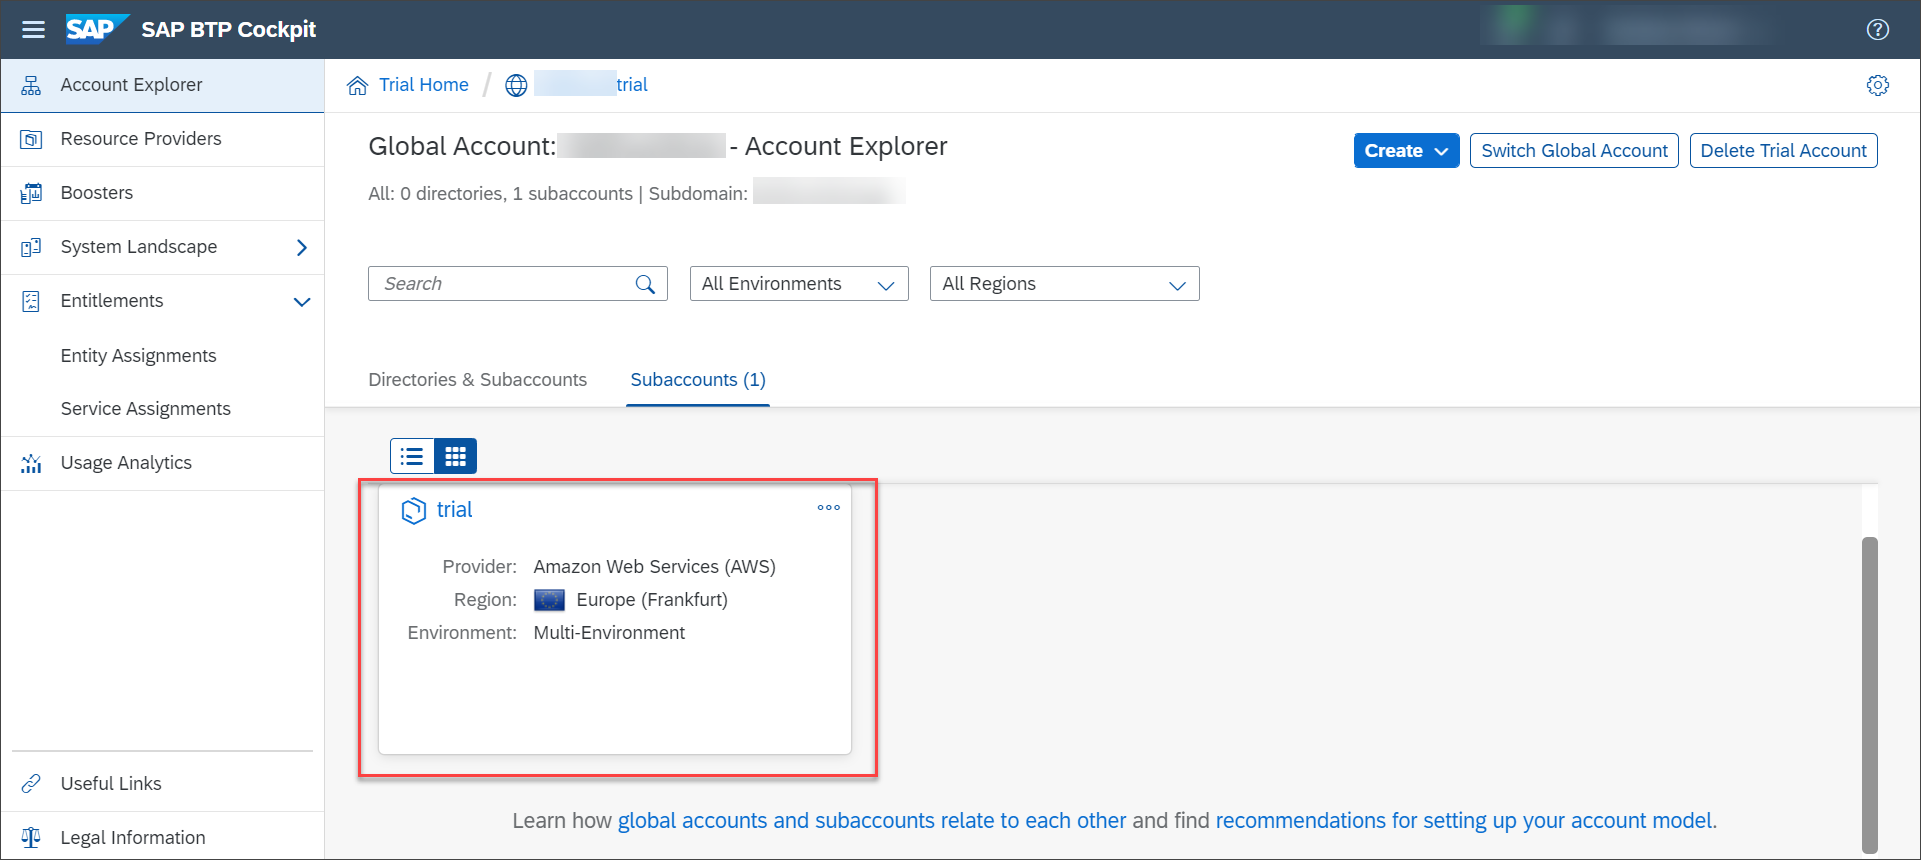 SAP SAP BTP Cockpit
Account Explorer
Resource Providers
Boosters
System Landscape
Entitlements
Entity Assignments
Service Assignments
Usage Analytics
Useful Links
Legal Information
Trial Home / trial
Global Account: - Account Explorer
Create
Switch Global Account
Delete Trial Account
All: 0 directories, 1 subaccounts | Subdomain:
Search
All Environments
All Regions
Directories & Subaccounts
Subaccounts (1)
trial
Provider: Amazon Web Services (AWS)
Region: Europe (Frankfurt)
Environment: Multi-Environment
Learn how global accounts and subaccounts relate to each other and find recommendations for setting up your account model.